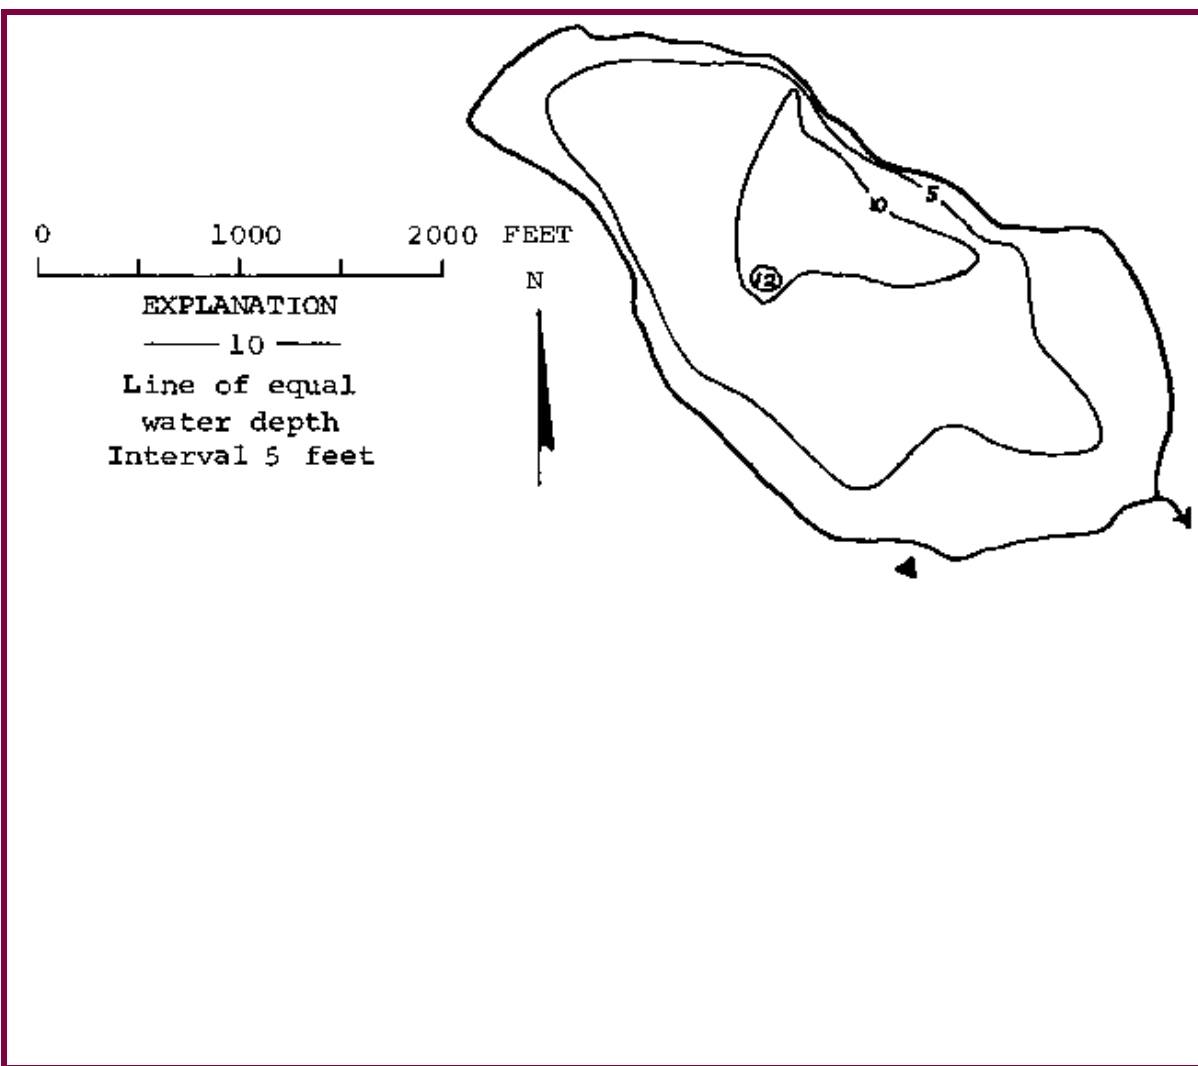 0 1000 2000 FEET
N
EXPLANATION
10
Line of equal
water depth
Interval 5 feet
5
10
12